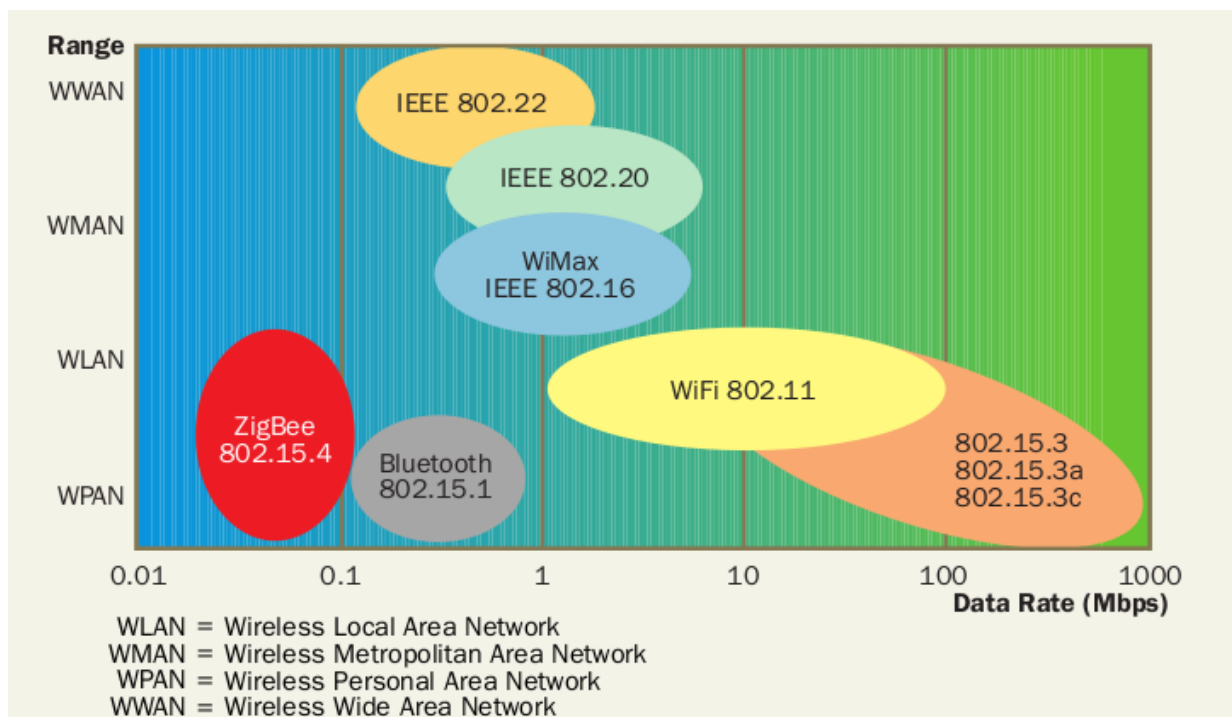 Range
WWAN
IEEE 802.22
IEEE 802.20
WMAN
WiMax
IEEE 802.16
WLAN
WiFi 802.11
ZigBee
802.15.4
Bluetooth
802.15.1
802.15.3
802.15.3a
802.15.3c
WPAN
0.01 0.1 1 10 100 1000
Data Rate (Mbps)
WLAN = Wireless Local Area Network
WMAN = Wireless Metropolitan Area Network
WPAN = Wireless Personal Area Network
WWAN = Wireless Wide Area Network